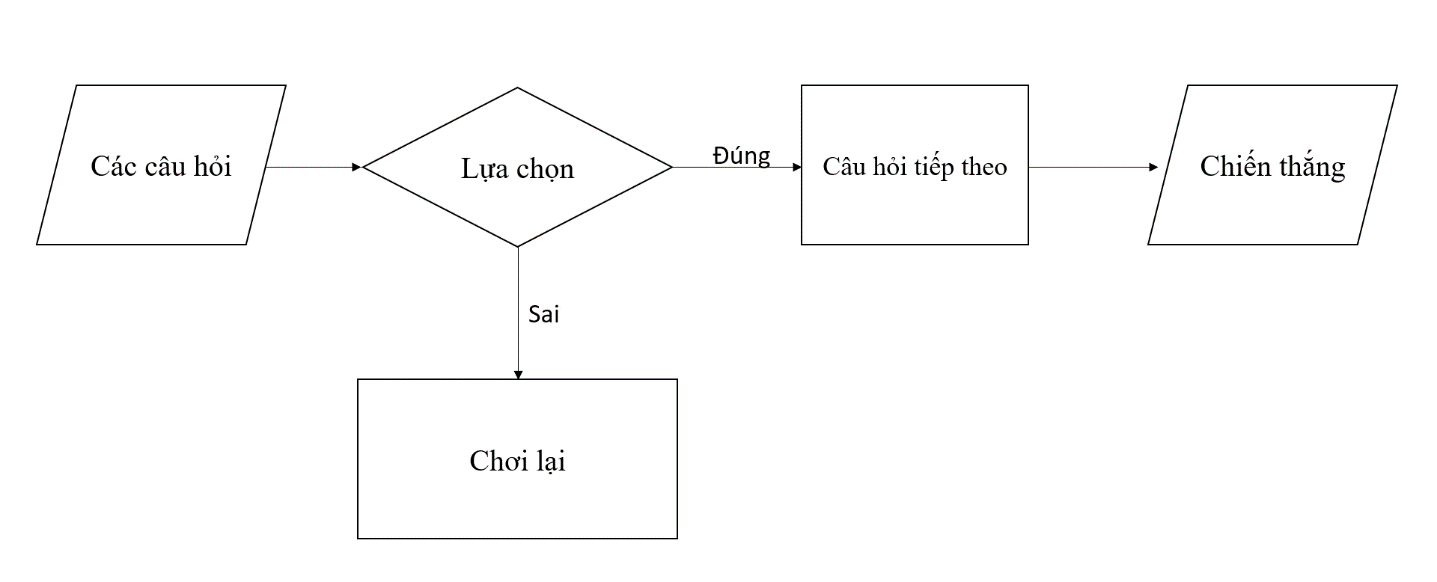 Các câu hỏi
Lựa chọn
Đúng
Câu hỏi tiếp theo
Chiến thắng
Sai
Chơi lại